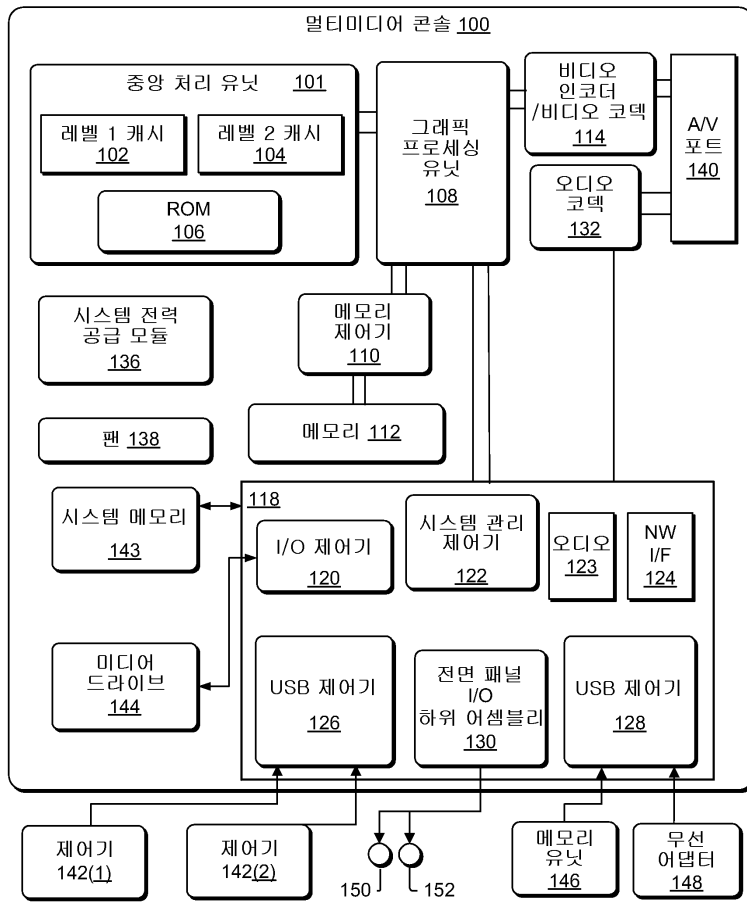 멀티미디어 콘솔 100
중앙 처리 유닛 101
레벨 1 캐시
102
레벨 2 캐시
104
ROM
106
그래픽
프로세싱
유닛
108
비디오
인코더
/비디오 코덱
114
A/V
포트
140
오디오
코덱
132
시스템 전력
공급 모듈
136
메모리
제어기
110
팬 138
메모리 112
시스템 메모리
143
118
I/O 제어기
120
시스템 관리
제어기
122
오디오
123
NW
I/F
124
미디어
드라이브
144
USB 제어기
126
전면 패널
I/O
하위 어셈블리
130
USB 제어기
128
제어기
142(1)
제어기
142(2)
150
152
메모리
유닛
146
무선
어댑터
148